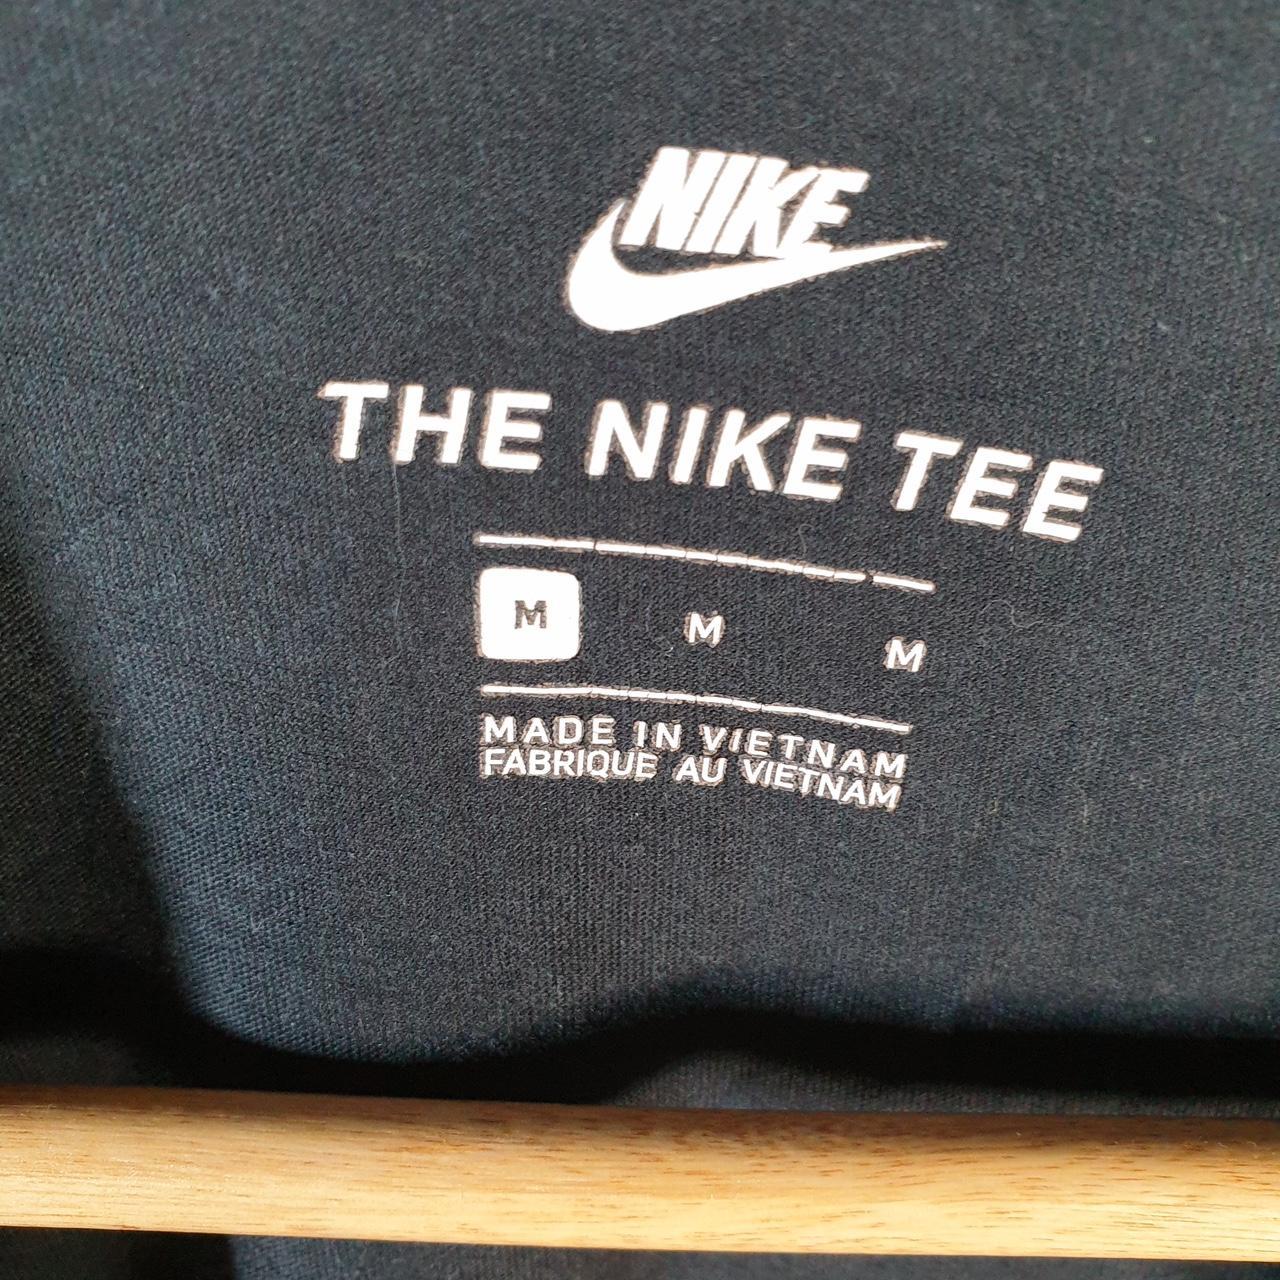 NIKE
THE NIKE TEE
M M M
MADE IN VIETNAM
FABRIQUE AU VIETNAM